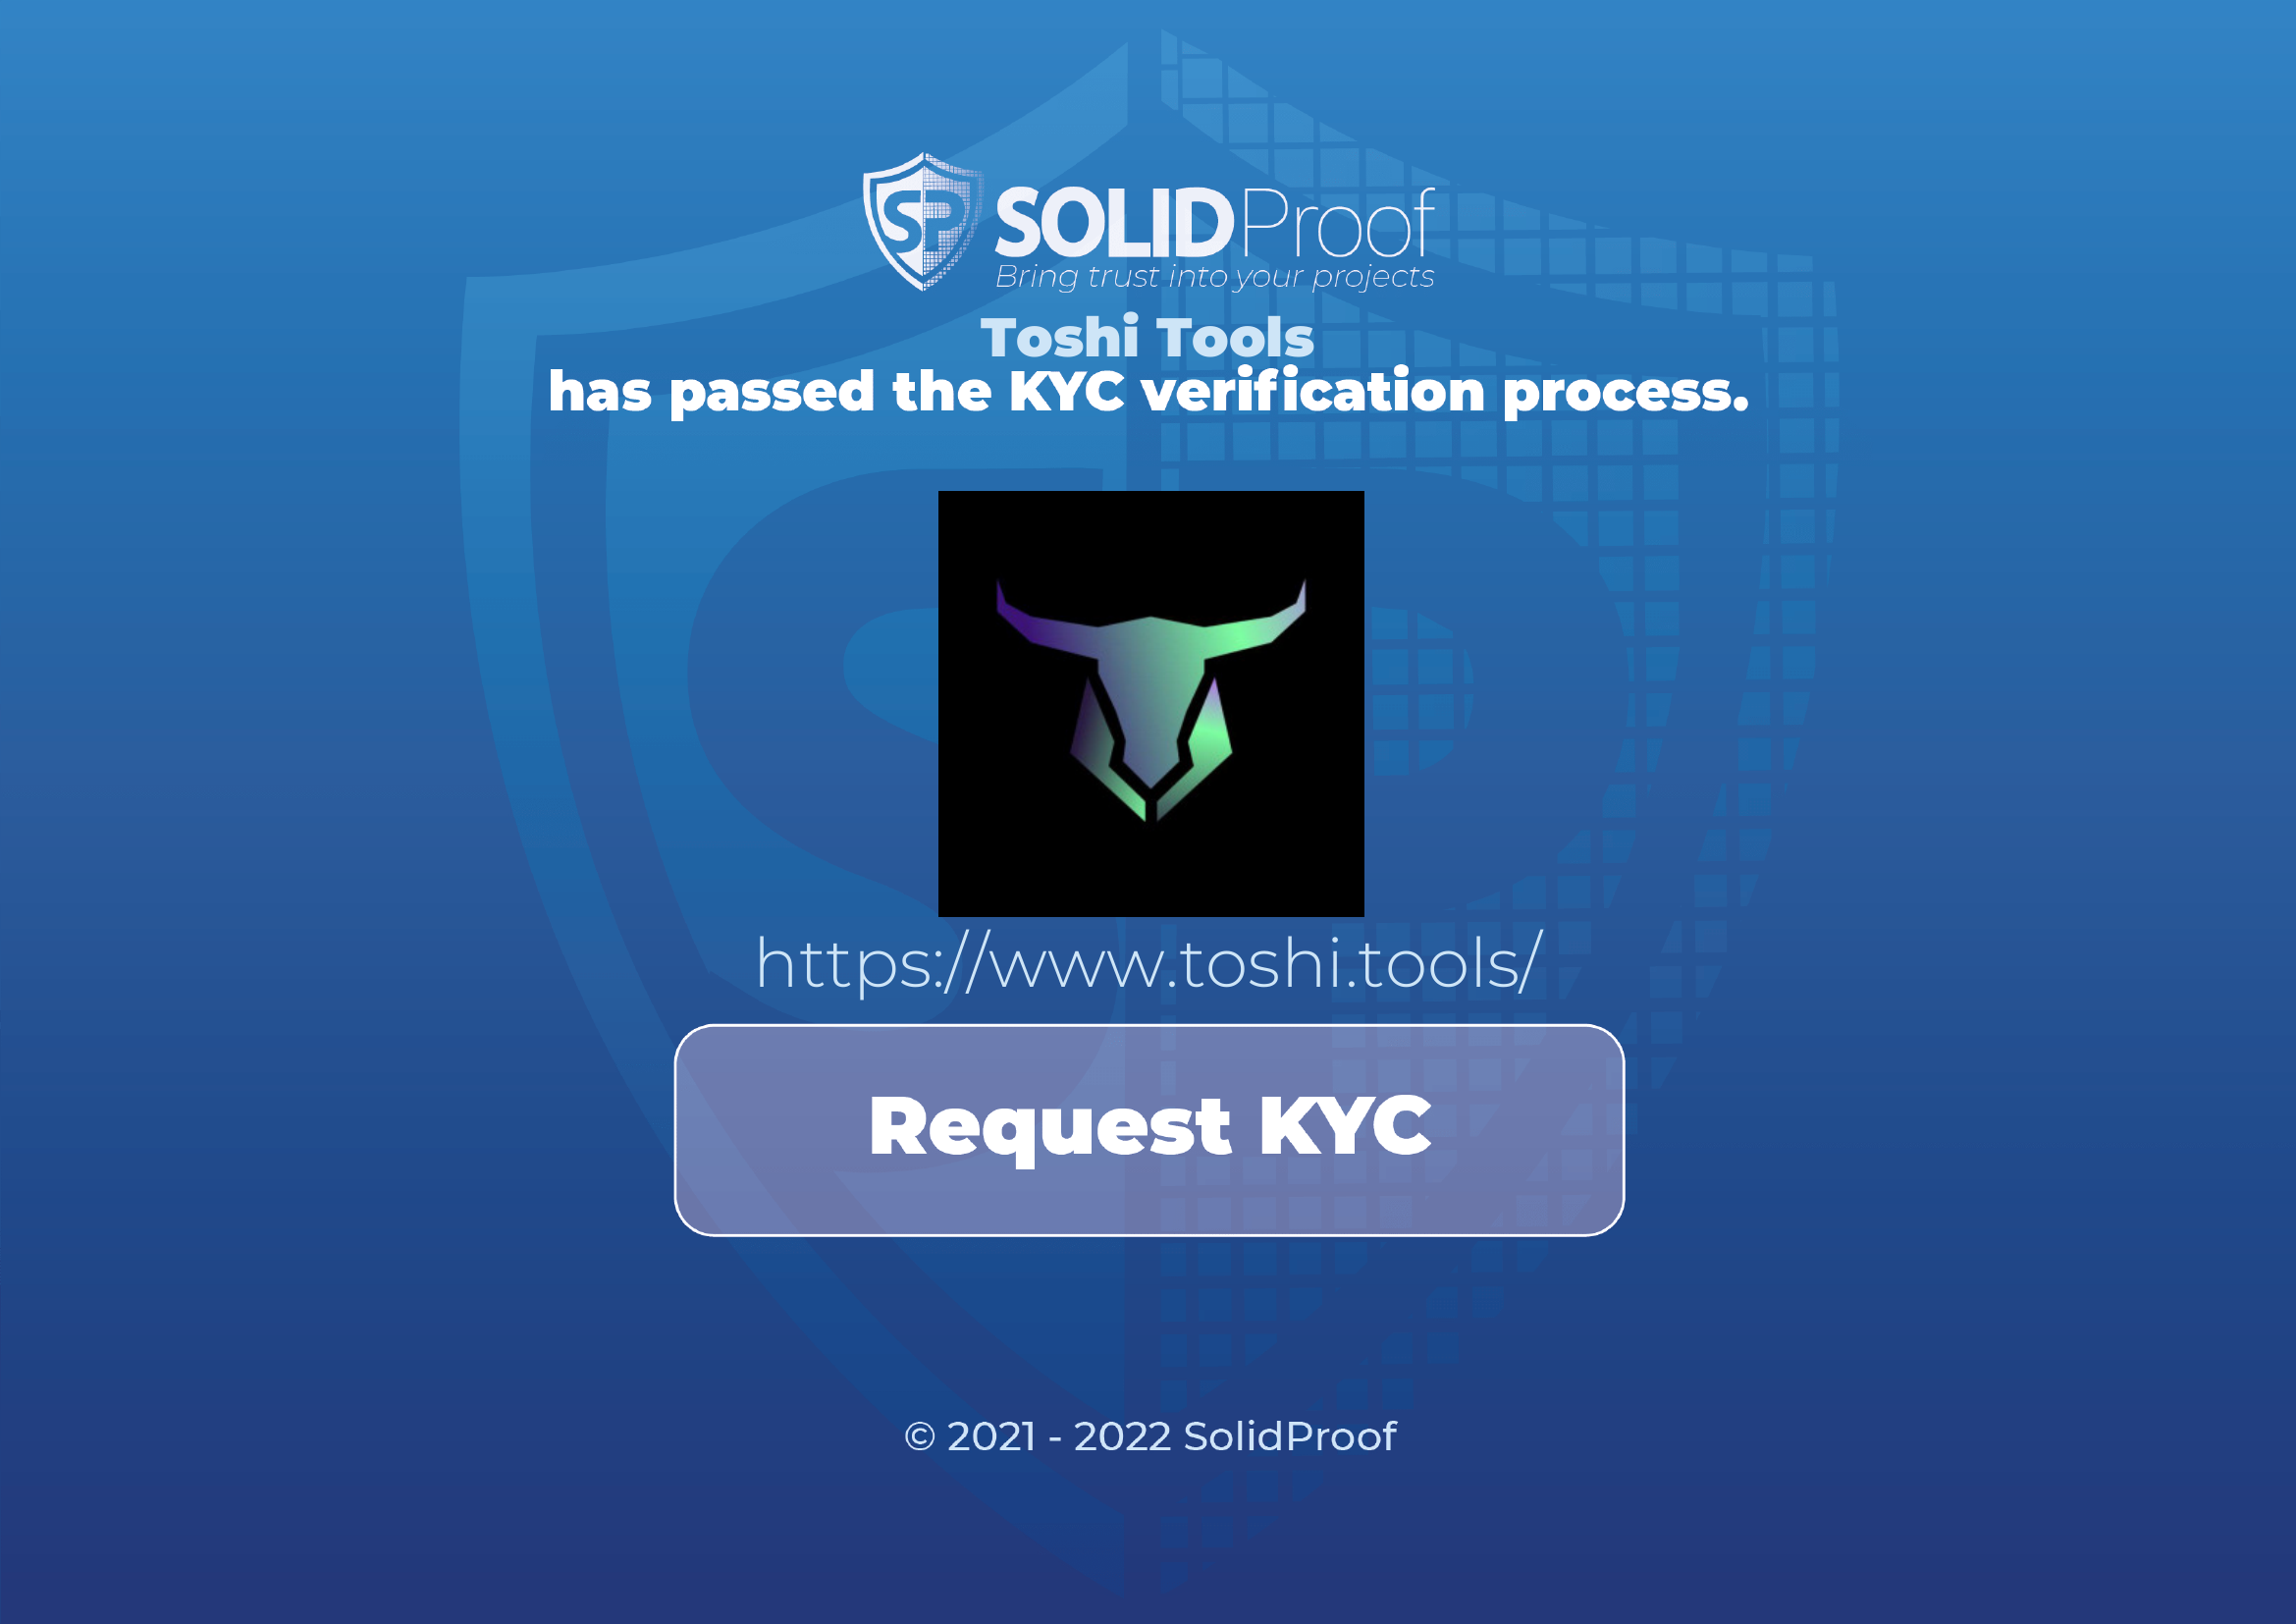 SP SOLIDProof
Bring trust into your projects
Toshi Tools
has passed the KYC verification process.
https://www.toshi.tools/
Request KYC
© 2021 - 2022 SolidProof